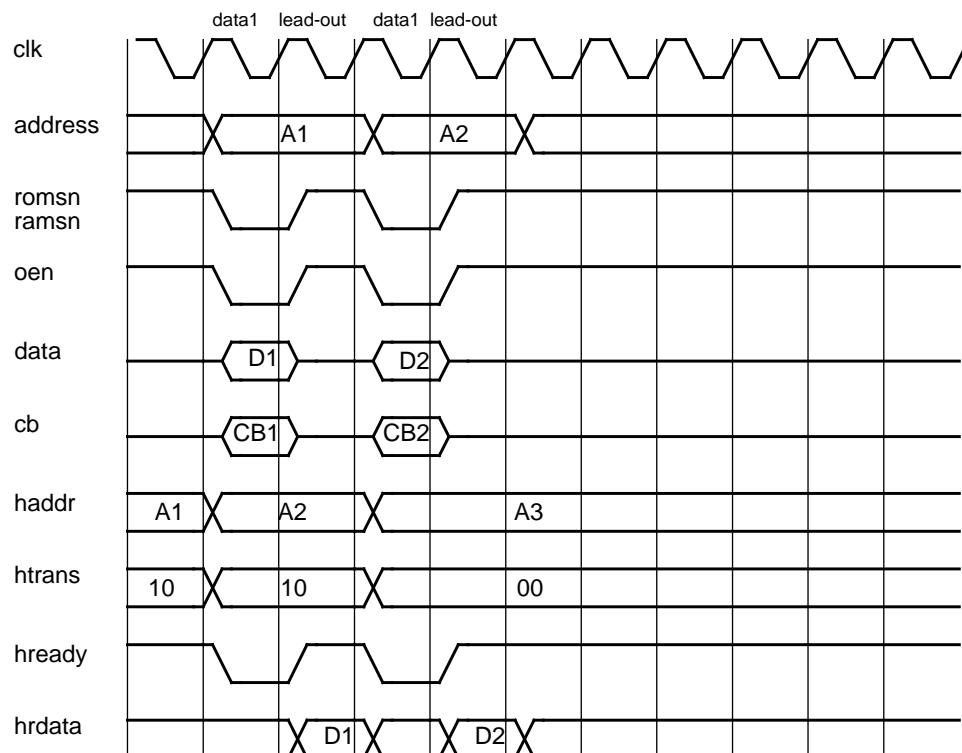 data1 lead-out data1 lead-out
clk
address A1 A2
romsn
ramsn
oen
data D1 D2
cb CB1 CB2
haddr A1 A2 A3
htrans 10 10 00
hready
hrdata D1 D2